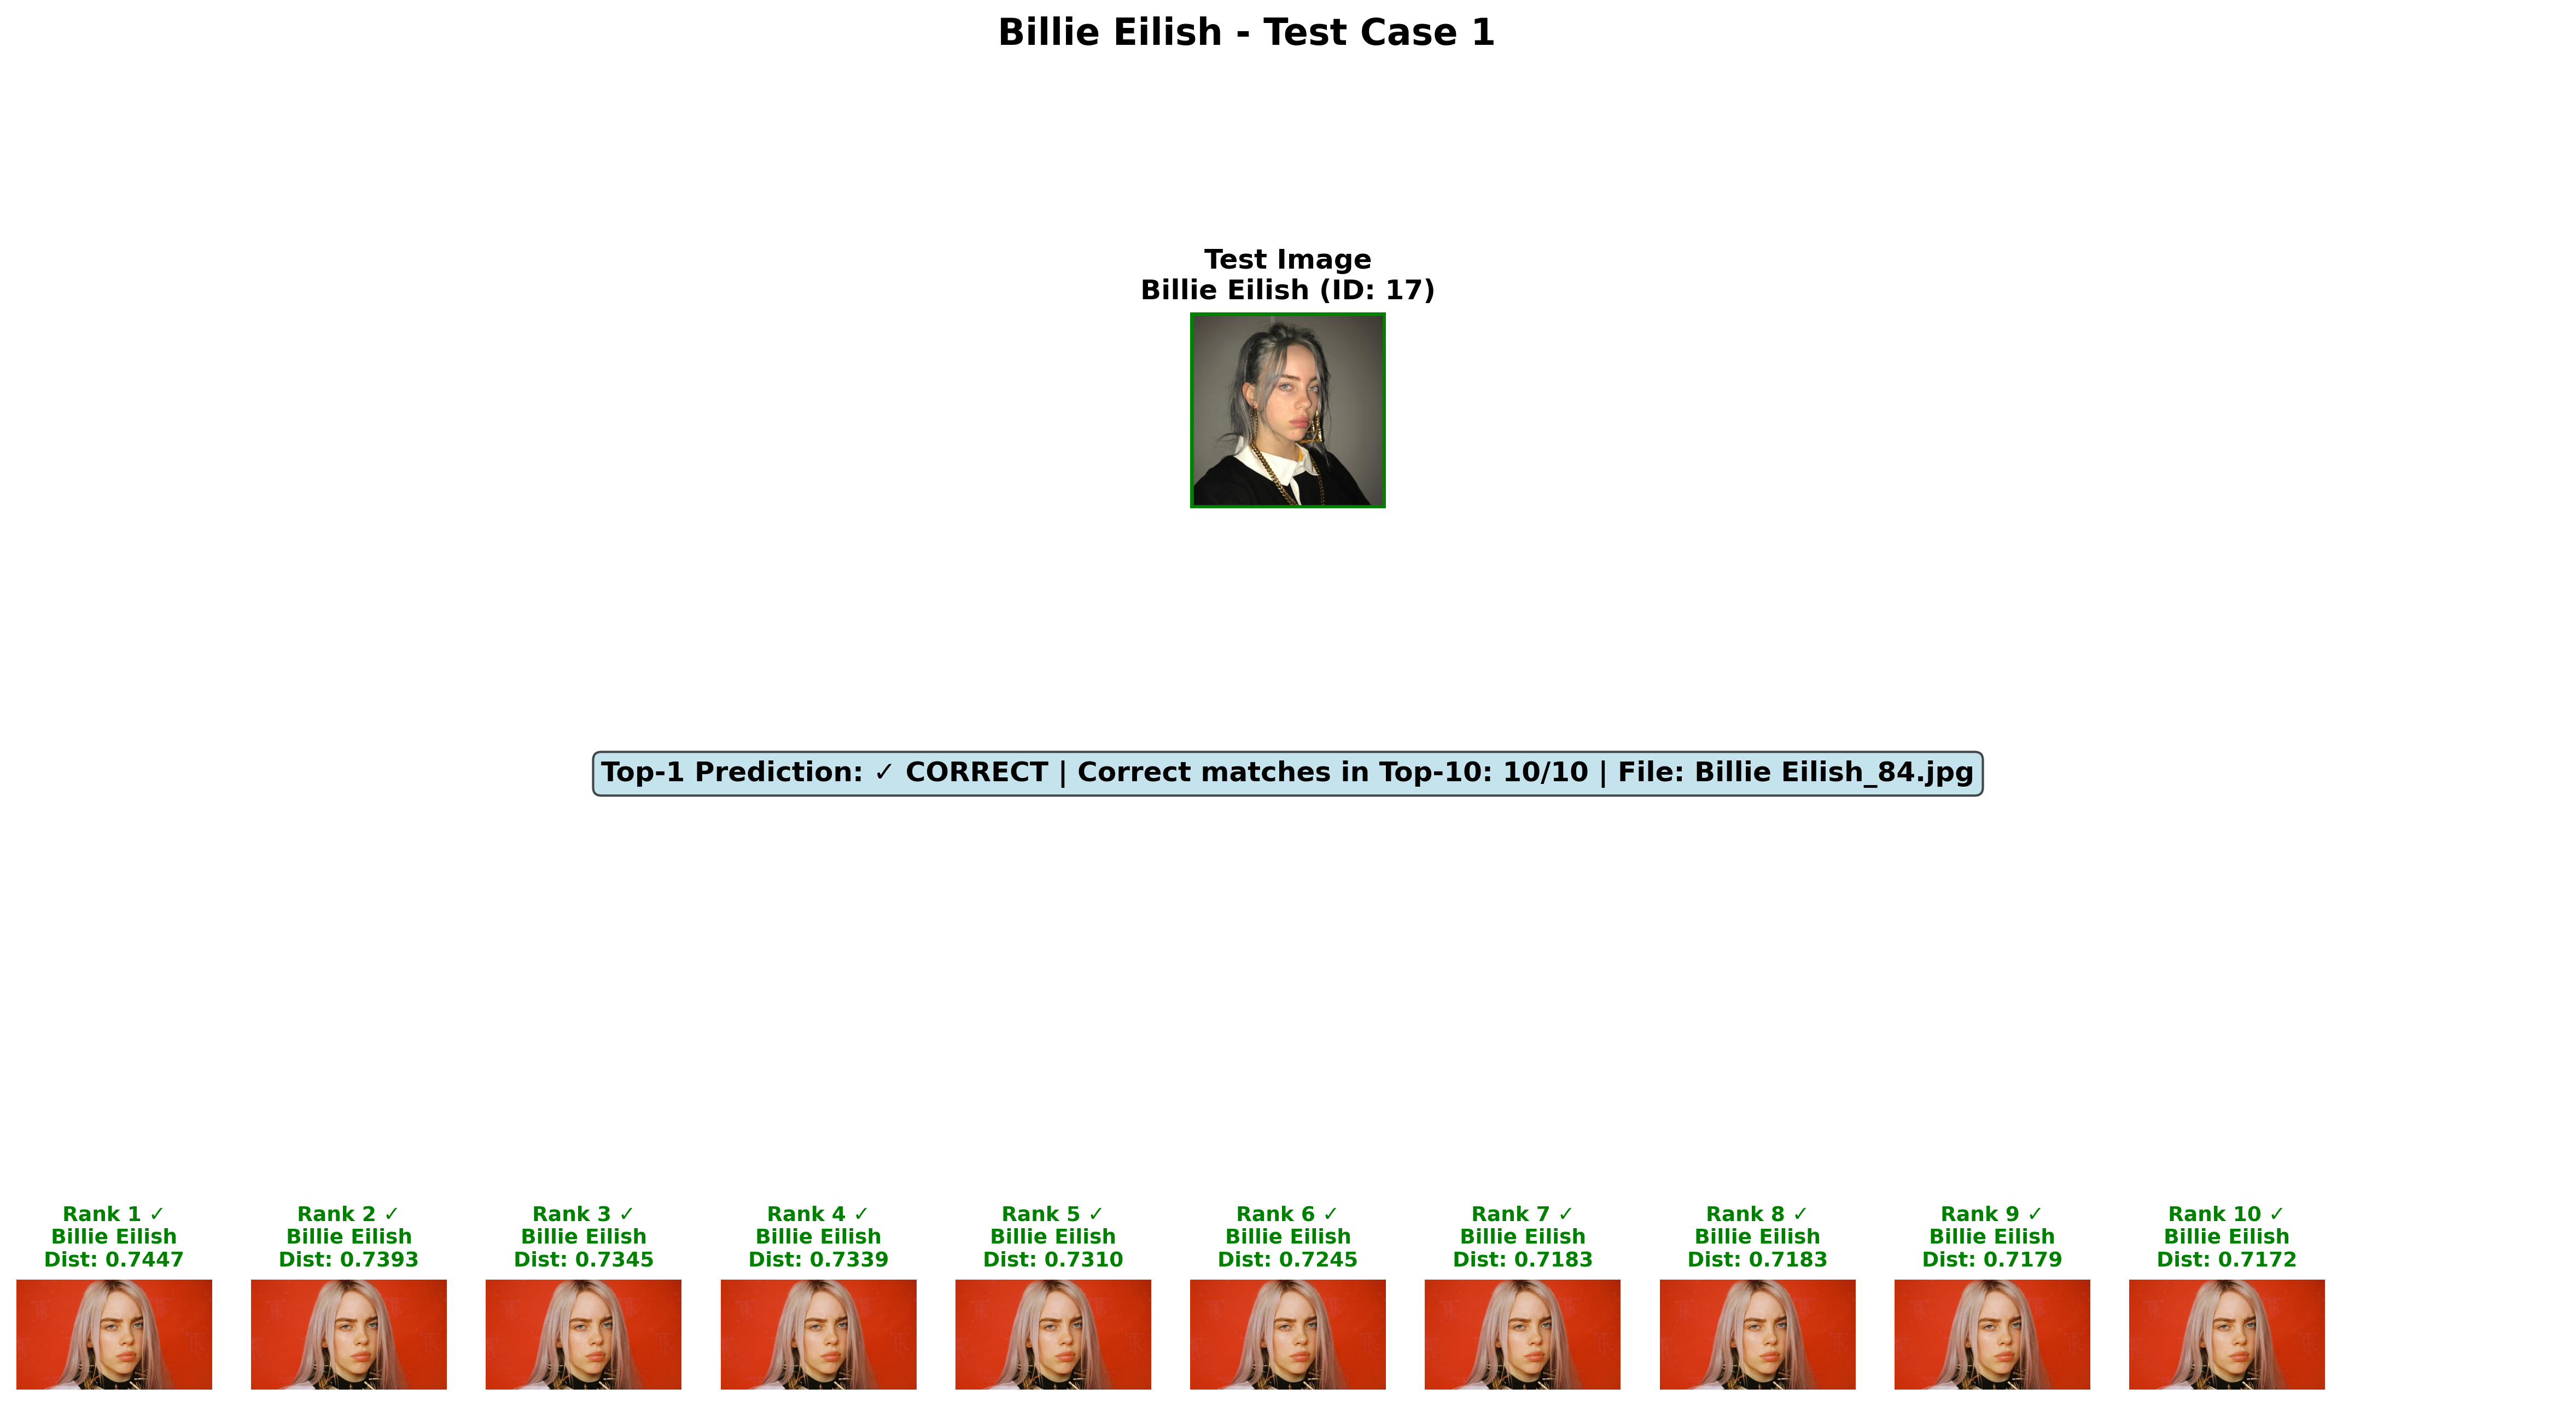 Billie Eilish - Test Case 1
Test Image
Billie Eilish (ID: 17)
Top-1 Prediction: ✓ CORRECT | Correct matches in Top-10: 10/10 | File: Billie Eilish_84.jpg
Rank 1 ✓
Billie Eilish
Dist: 0.7447
Rank 2 ✓
Billie Eilish
Dist: 0.7393
Rank 3 ✓
Billie Eilish
Dist: 0.7345
Rank 4 ✓
Billie Eilish
Dist: 0.7339
Rank 5 ✓
Billie Eilish
Dist: 0.7310
Rank 6 ✓
Billie Eilish
Dist: 0.7245
Rank 7 ✓
Billie Eilish
Dist: 0.7183
Rank 8 ✓
Billie Eilish
Dist: 0.7183
Rank 9 ✓
Billie Eilish
Dist: 0.7179
Rank 10 ✓
Billie Eilish
Dist: 0.7172